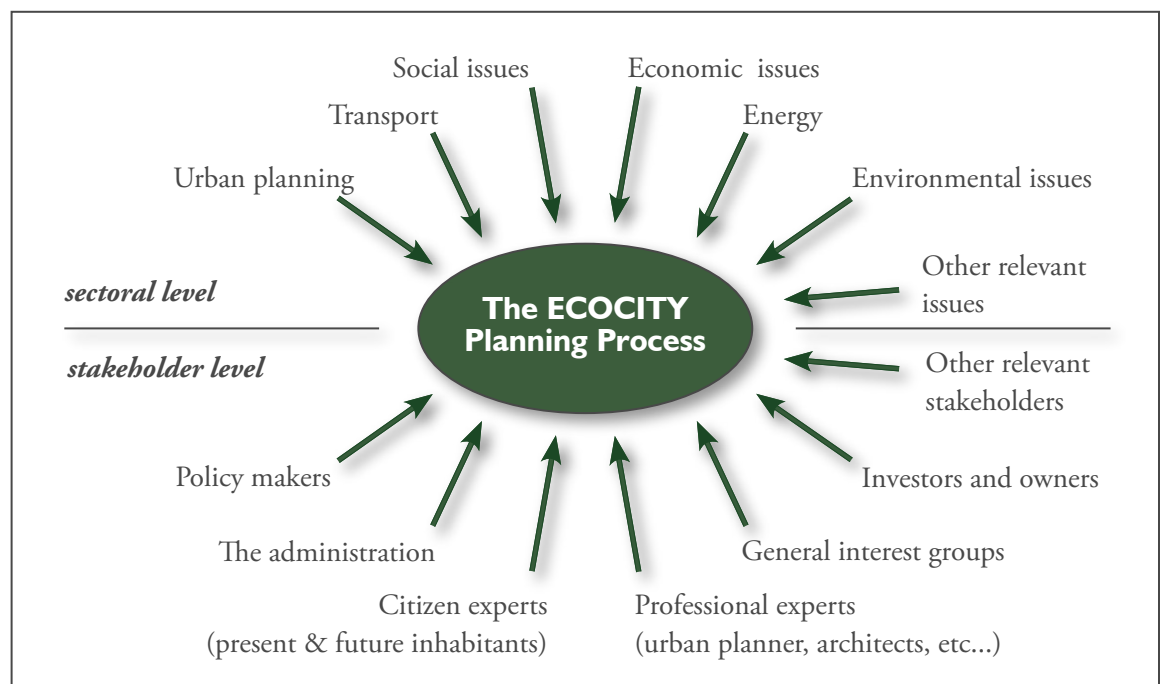 Social issues
Economic issues
Transport
Energy
Urban planning
Environmental issues
Other relevant
issues
sectoral level
The ECOCITY
Planning Process
stakeholder level
Other relevant
stakeholders
Policy makers
Investors and owners
The administration
General interest groups
Citizen experts
(present & future inhabitants)
Professional experts
(urban planner, architects, etc...)